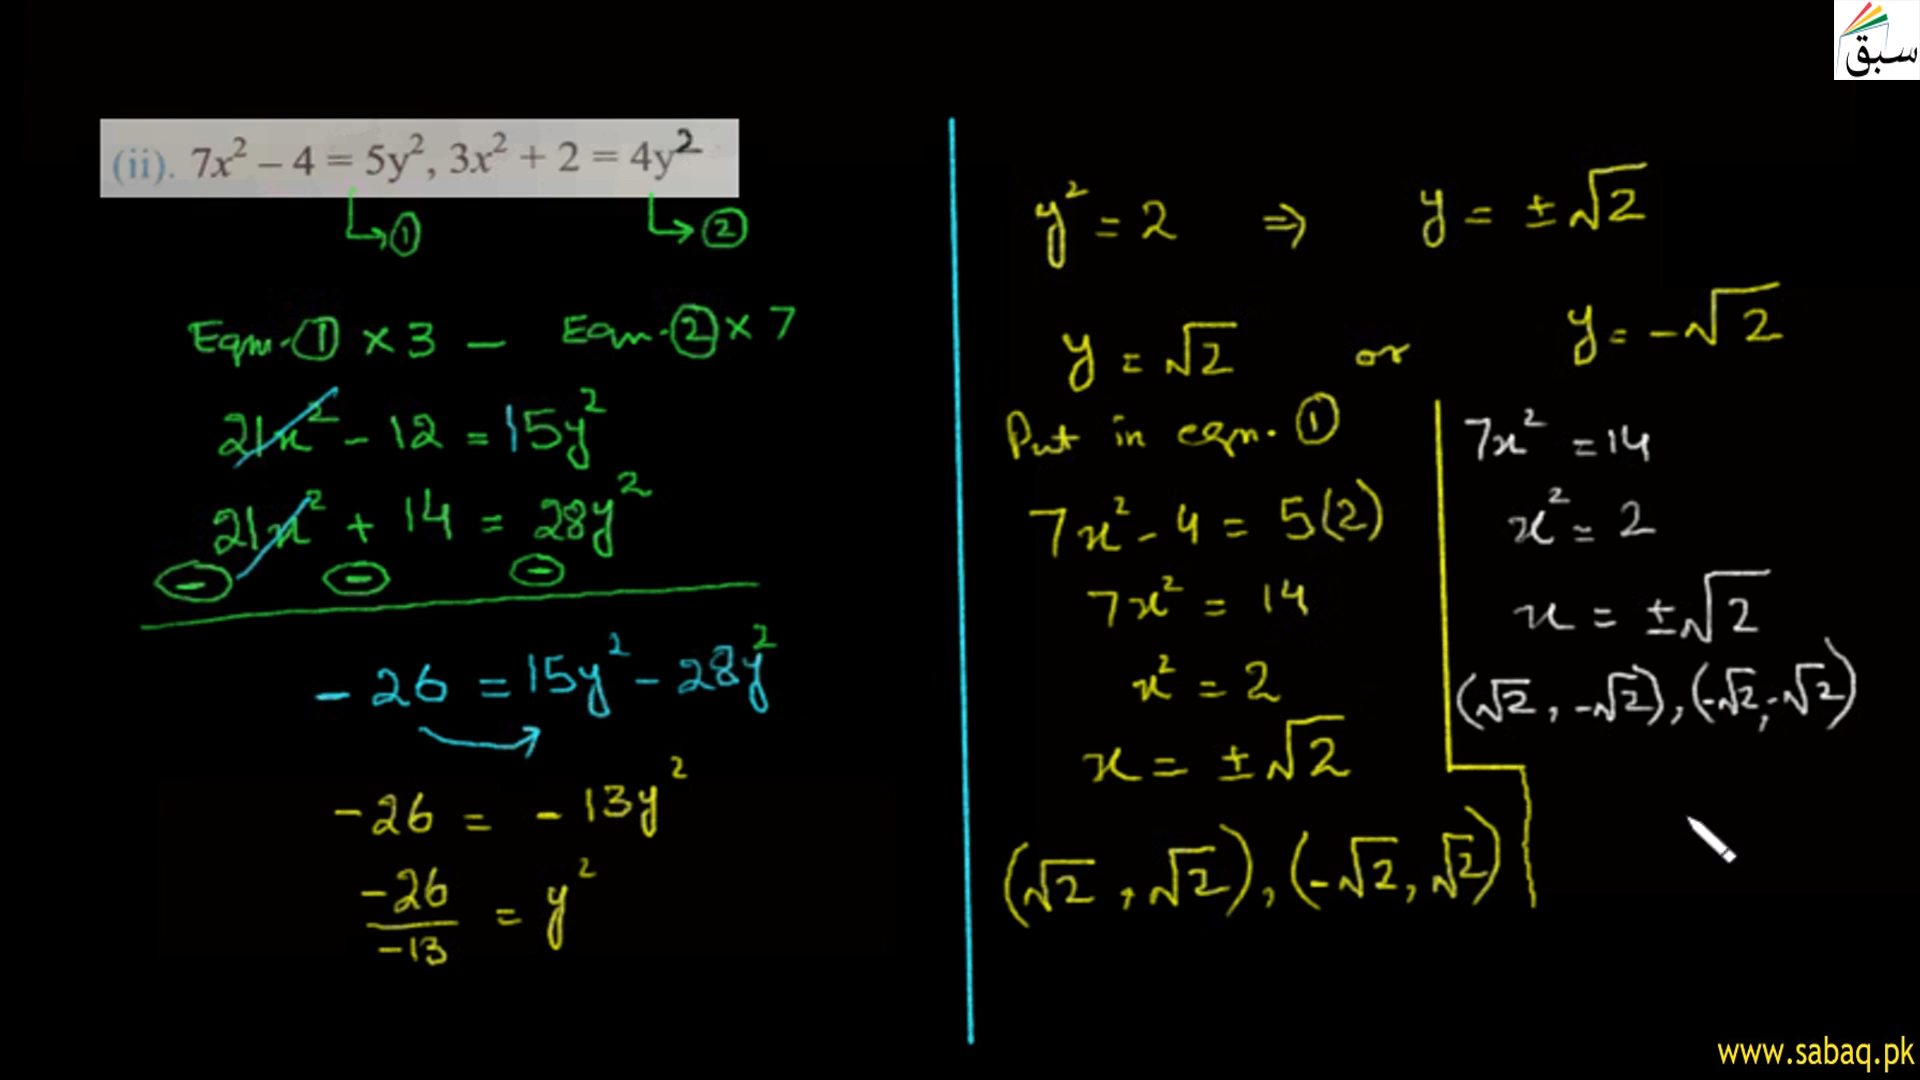 سبق
(ii). 7x² – 4 = 5y², 3x² + 2 = 4y²
↳①
↳②
Eqn.① × 3 — Eqn.② × 7
21x² - 12 = 15y²
21x² + 14 = 28y²
⊖ ⊖ ⊖
- 26 = 15y² - 28y²
-26 = - 13y²
-26/-13 = y²
y² = 2 ⇒ y = ±√2
y = √2 or y = -√2
Put in eqn. ①
7x² - 4 = 5(2)
7x² = 14
x² = 2
x = ±√2
(√2, √2), (-√2, √2)
7x² = 14
x² = 2
x = ±√2
(√2, -√2), (-√2, -√2)
www.sabaq.pk